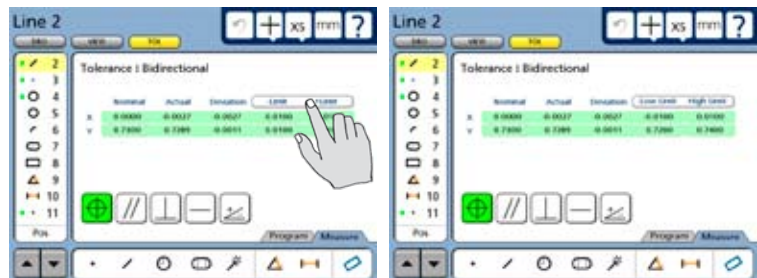 Line 2
xs mm ?
view
Tolerance : Bidirectional
Nominal Actual Deviation - Limit
X 0.0000 -0.0027 -0.0027 0.0100
Y 0.7300 0.7289 -0.0011 0.0100
2
3
4
5
6
7
8
9
10
11
Pos
Program Measure
Line 2
xs mm ?
view
Tolerance : Bidirectional
Nominal Actual Deviation Low Limit High Limit
X 0.0000 -0.0027 -0.0027 -0.0100 0.0100
Y 0.7300 0.7289 -0.0011 0.7200 0.7400
2
3
4
5
6
7
8
9
10
11
Pos
Program Measure